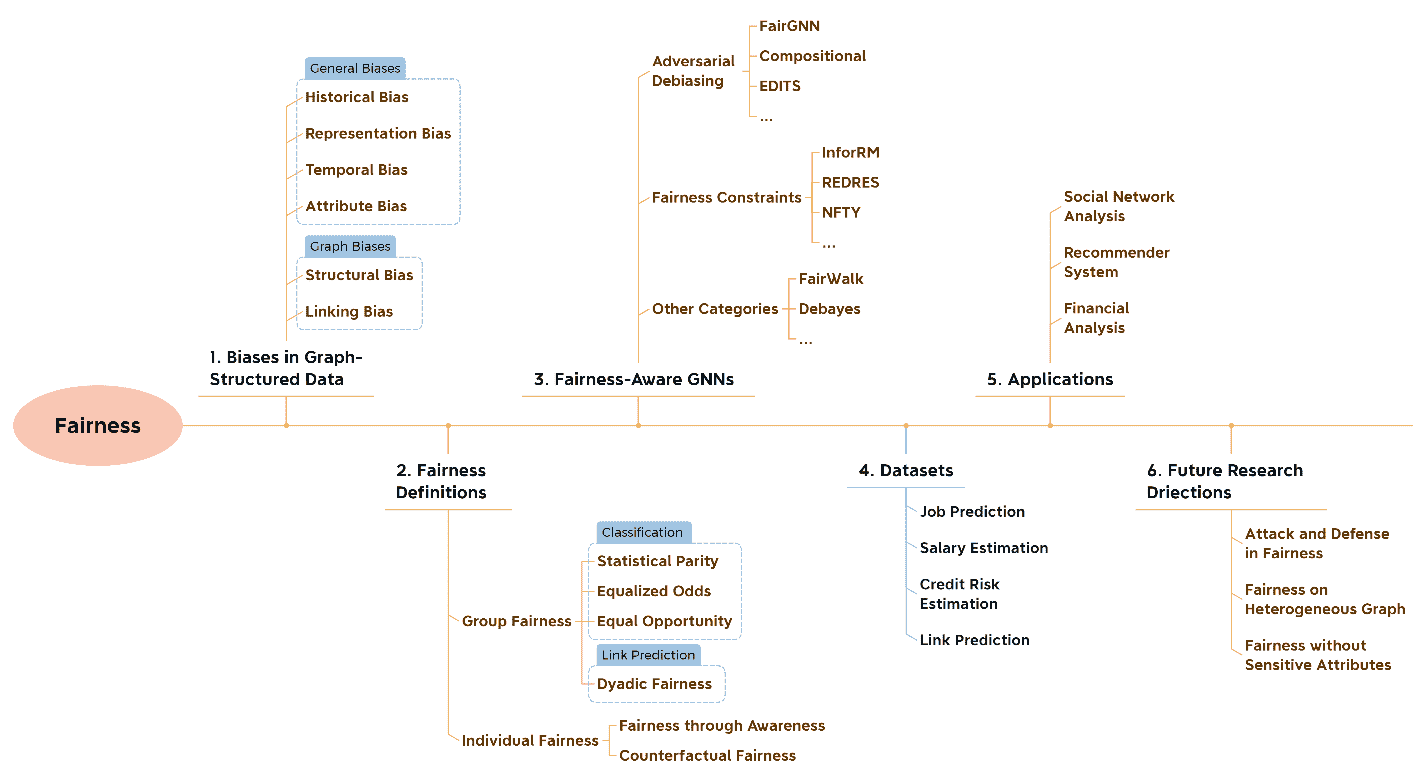 Fairness
1. Biases in Graph-
Structured Data
General Biases
Historical Bias
Representation Bias
Temporal Bias
Attribute Bias
Graph Biases
Structural Bias
Linking Bias
2. Fairness
Definitions
Group Fairness
Classification
Statistical Parity
Equalized Odds
Equal Opportunity
Link Prediction
Dyadic Fairness
Individual Fairness
Fairness through Awareness
Counterfactual Fairness
3. Fairness-Aware GNNs
Adversarial
Debiasing
FairGNN
Compositional
EDITS
...
Fairness Constraints
InforRM
REDRES
NFTY
...
Other Categories
FairWalk
Debayes
...
4. Datasets
Job Prediction
Salary Estimation
Credit Risk
Estimation
Link Prediction
5. Applications
Social Network
Analysis
Recommender
System
Financial
Analysis
6. Future Research
Driections
Attack and Defense
in Fairness
Fairness on
Heterogeneous Graph
Fairness without
Sensitive Attributes